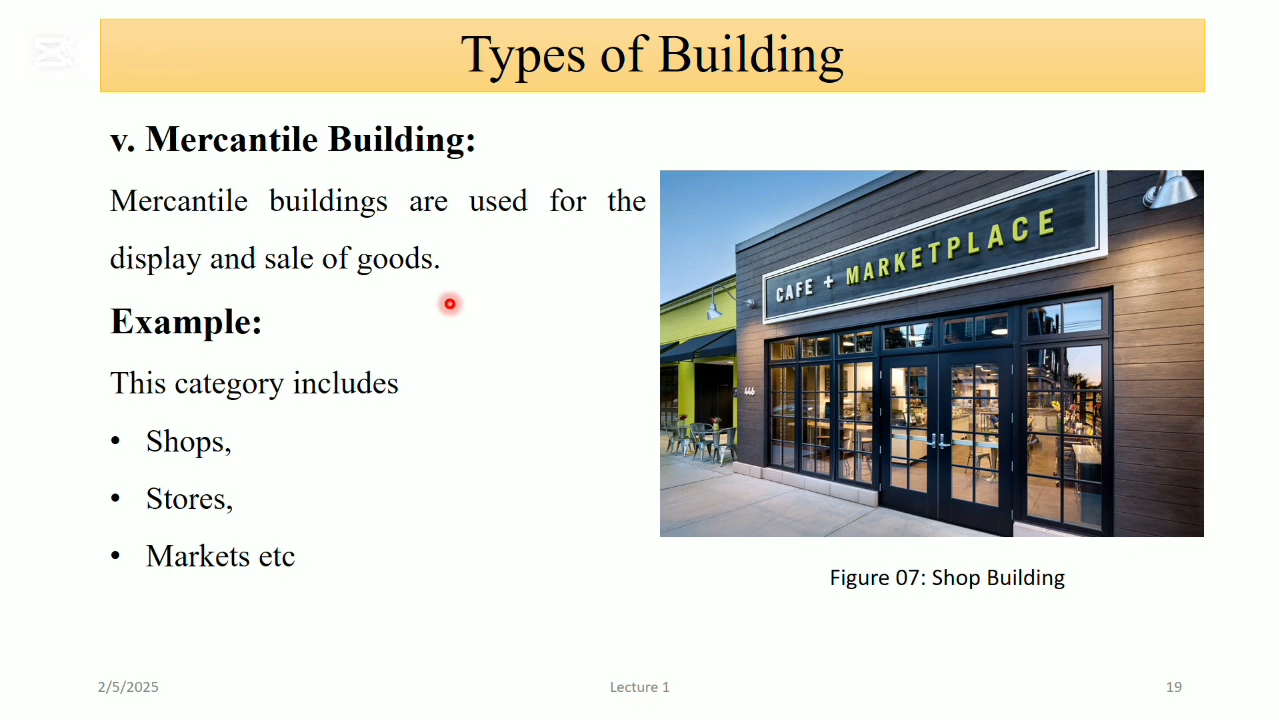 Types of Building
v. Mercantile Building:
Mercantile buildings are used for the
display and sale of goods.
Example:
This category includes
• Shops,
• Stores,
• Markets etc
CAFE + MARKETPLACE
446
Figure 07: Shop Building
2/5/2025
Lecture 1
19